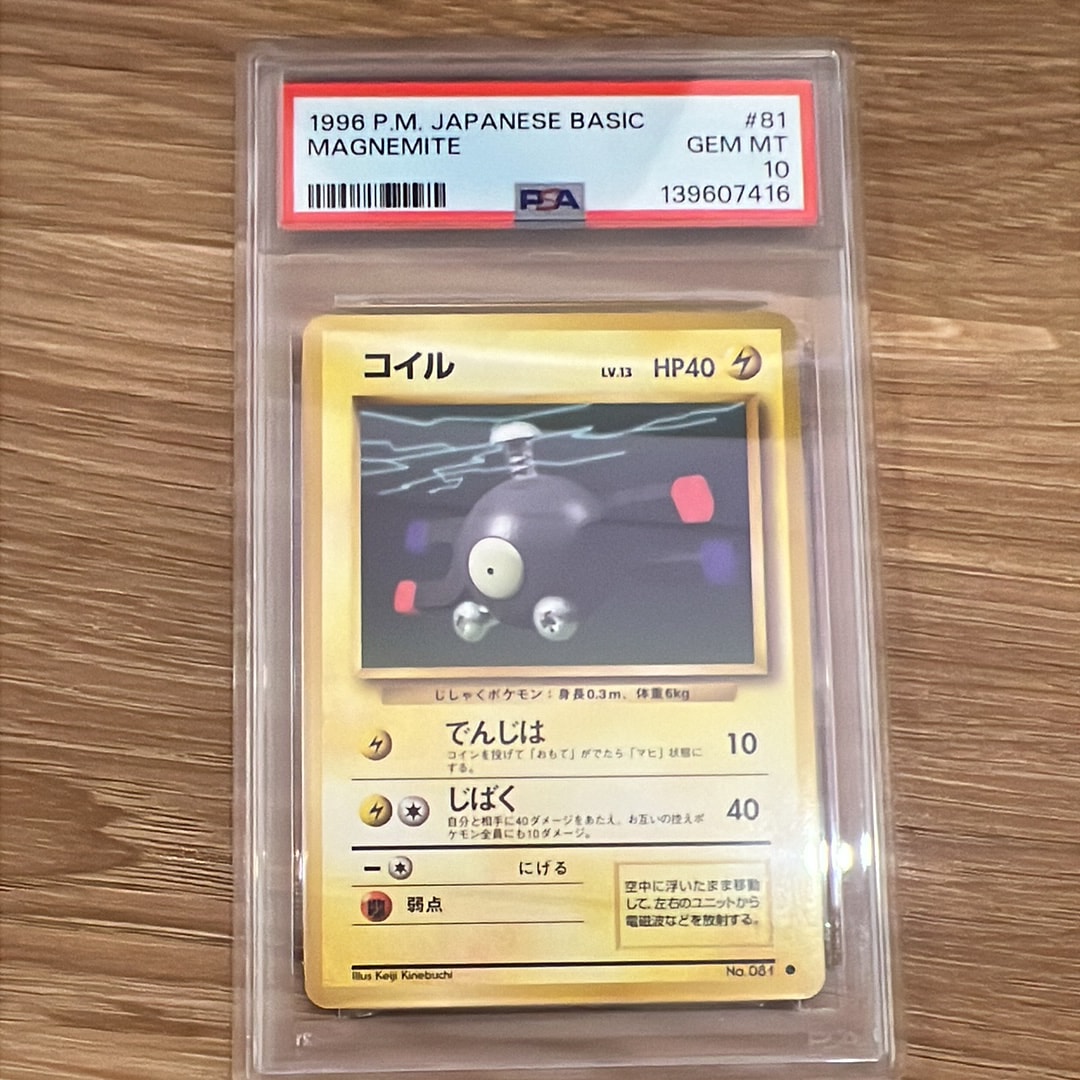 1996 P.M. JAPANESE BASIC #81
MAGNEMITE GEM MT
10
PSA 139607416
コイル LV.13 HP40
じしゃくポケモン：身長0.3m、体重6kg
でんじは 10
コインを投げて「おもて」がでたら「マヒ」状態に
する。
じばく 40
自分と相手に40ダメージをあたえ、お互いの控えポ
ケモン全員にも10ダメージ。
にげる
弱点
空中に浮いたまま移動
して、左右のユニットから
電磁波などを放射する。
Illus Keiji Kinebuchi No. 081